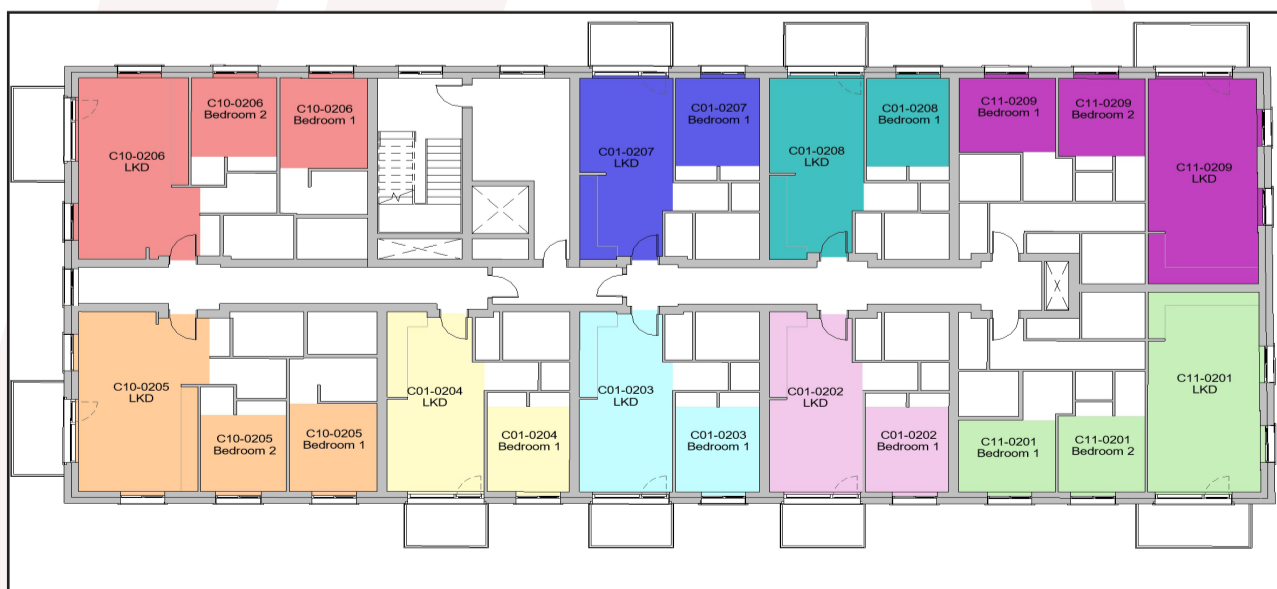 C10-0206
LKD
C10-0206
Bedroom 2
C10-0206
Bedroom 1
C01-0207
LKD
C01-0207
Bedroom 1
C01-0208
LKD
C01-0208
Bedroom 1
C11-0209
Bedroom 1
C11-0209
Bedroom 2
C11-0209
LKD
C10-0205
LKD
C10-0205
Bedroom 2
C10-0205
Bedroom 1
C01-0204
LKD
C01-0204
Bedroom 1
C01-0203
LKD
C01-0203
Bedroom 1
C01-0202
LKD
C01-0202
Bedroom 1
C11-0201
Bedroom 1
C11-0201
Bedroom 2
C11-0201
LKD